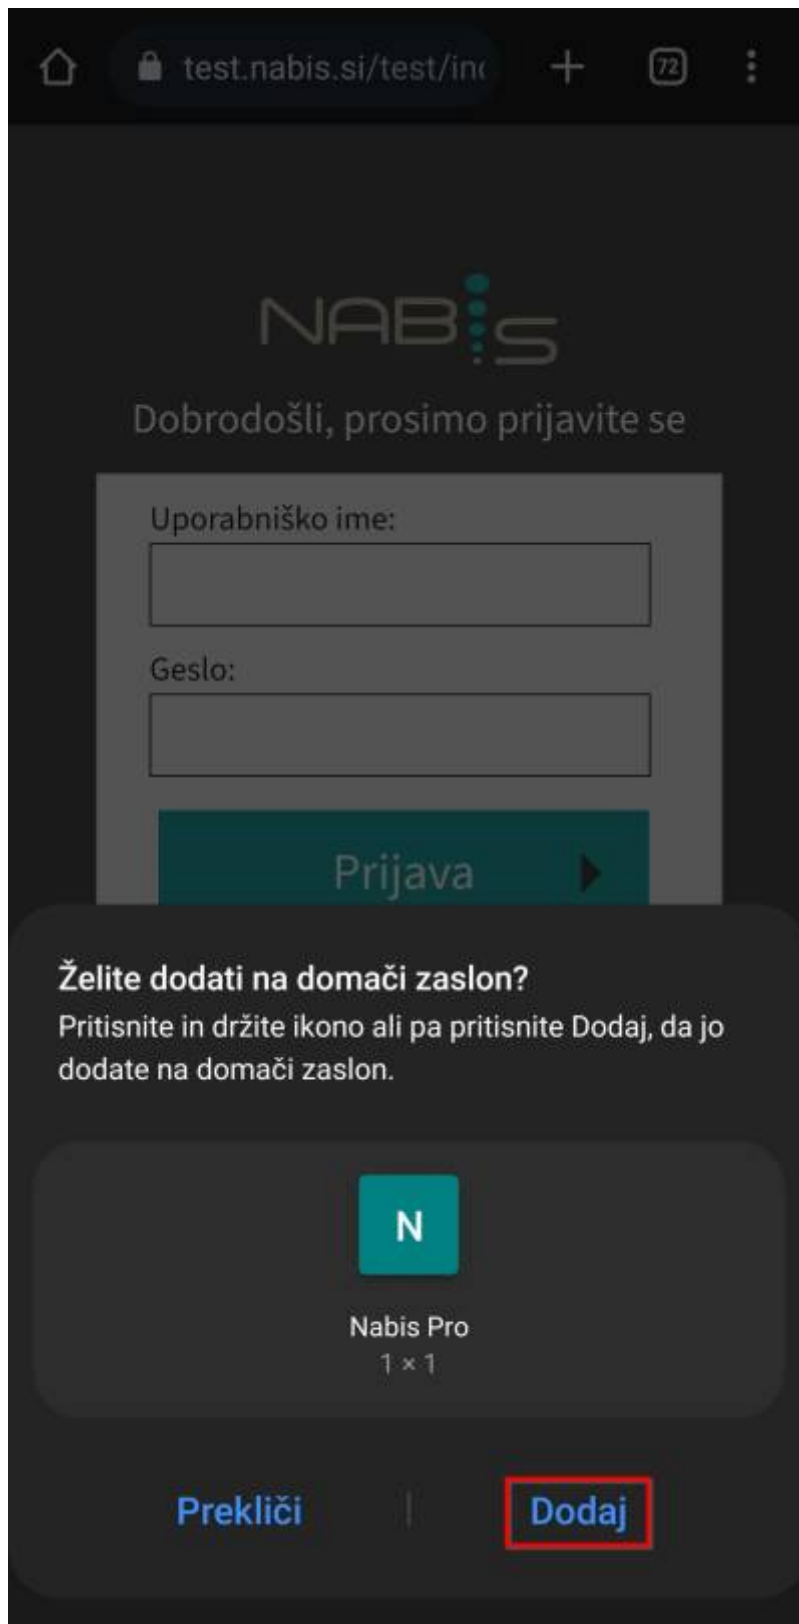 test.nabis.si/test/in
72
NABIS
Dobrodošli, prosimo prijavite se
Uporabniško ime:
Geslo:
Prijava
Želite dodati na domači zaslon?
Pritisnite in držite ikono ali pa pritisnite Dodaj, da jo
dodate na domači zaslon.
N
Nabis Pro
1 × 1
Prekliči
Dodaj